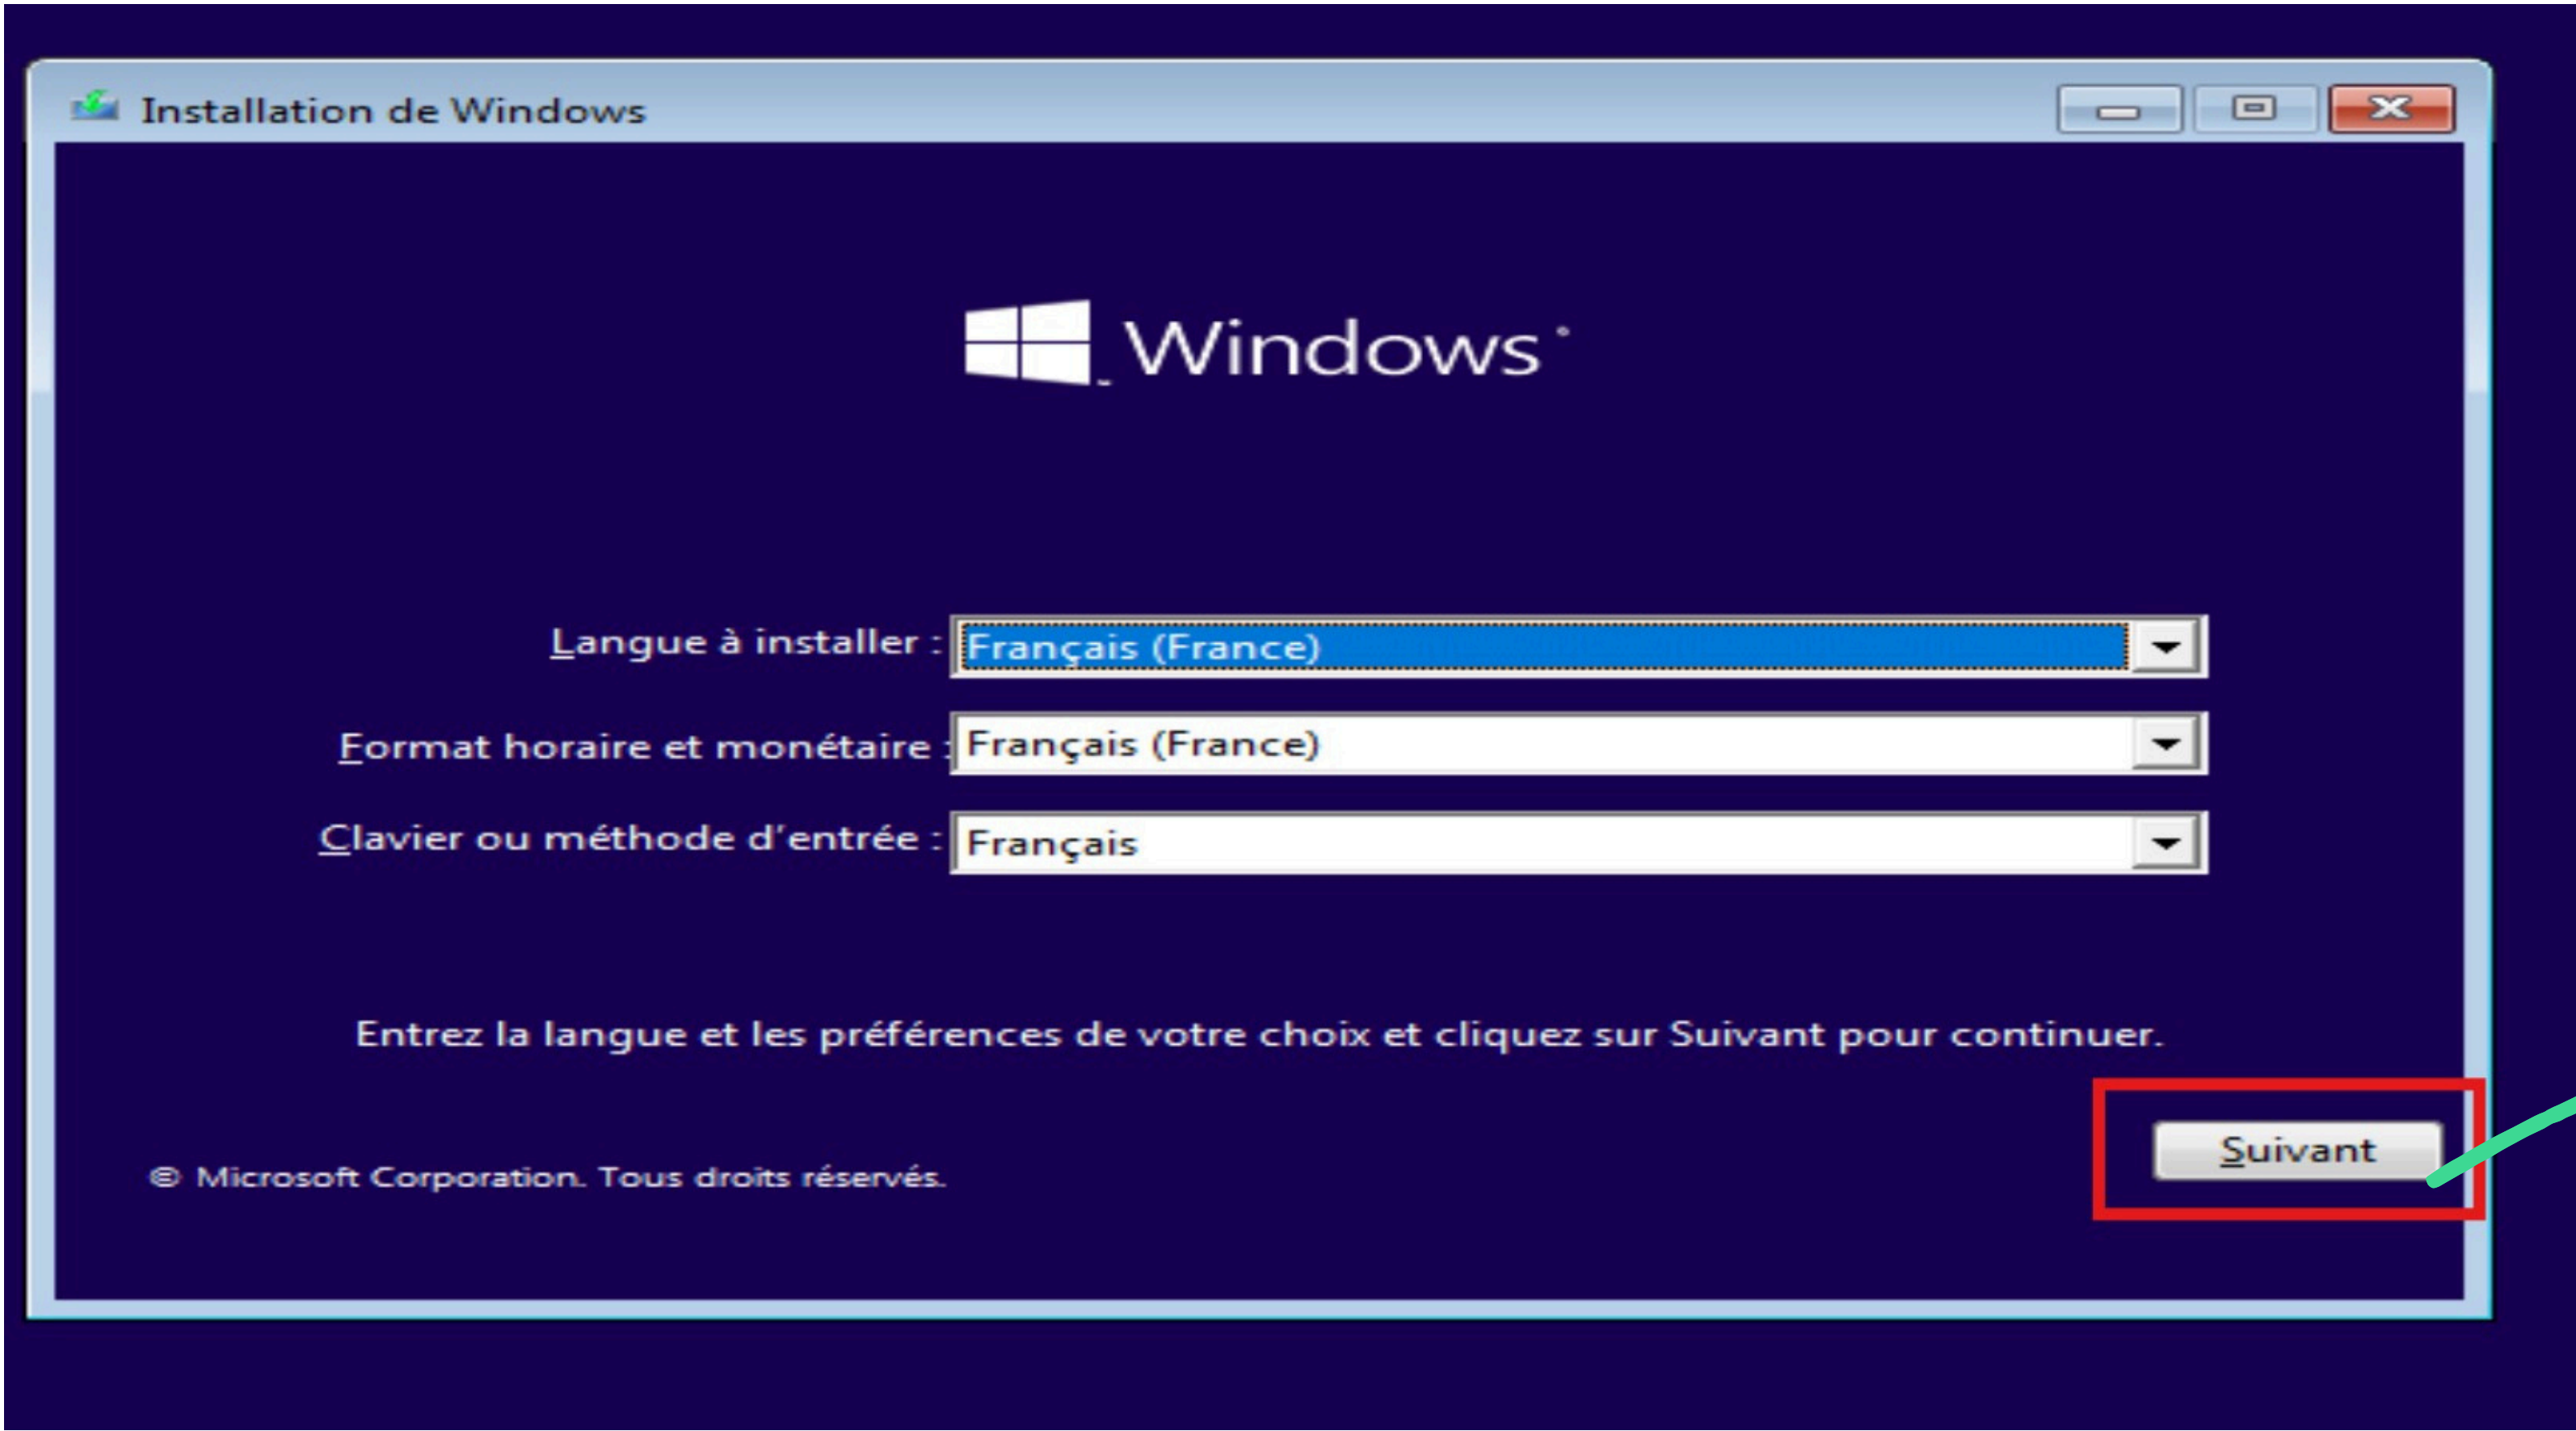 Installation de Windows
Windows
Langue à installer : Français (France)
Format horaire et monétaire : Français (France)
Clavier ou méthode d'entrée : Français
Entrez la langue et les préférences de votre choix et cliquez sur Suivant pour continuer.
Suivant
© Microsoft Corporation. Tous droits réservés.